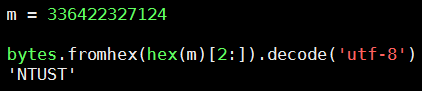 m = 336422327124
bytes.fromhex(hex(m)[2:]).decode('utf-8')
'NTUST'